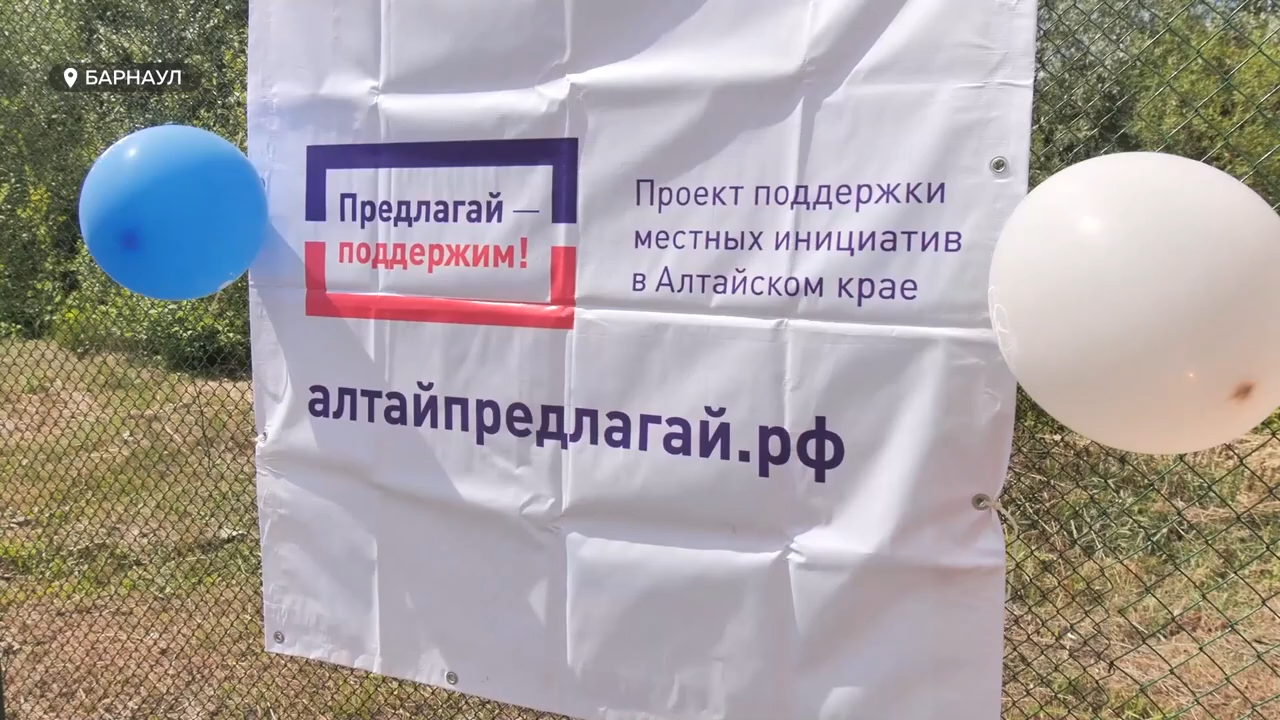 БАРНАУЛ
Предлагай —
поддержим!
Проект поддержки
местных инициатив
в Алтайском крае
алтайпредлагай.рф